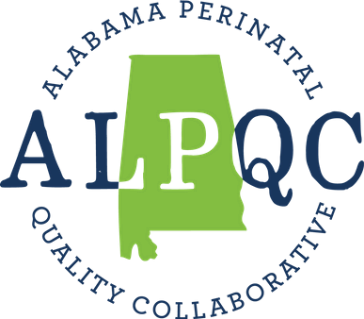 ALABAMA PERINATAL
ALPQC
QUALITY COLLABORATIVE